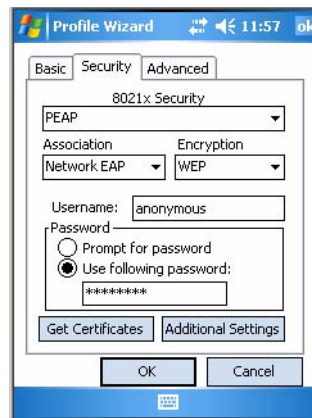 Profile Wizard 11:57 ok
Basic Security Advanced
8021x Security
PEAP
Association Encryption
Network EAP WEP
Username: anonymous
Password
Prompt for password
Use following password:
********
Get Certificates Additional Settings
OK Cancel